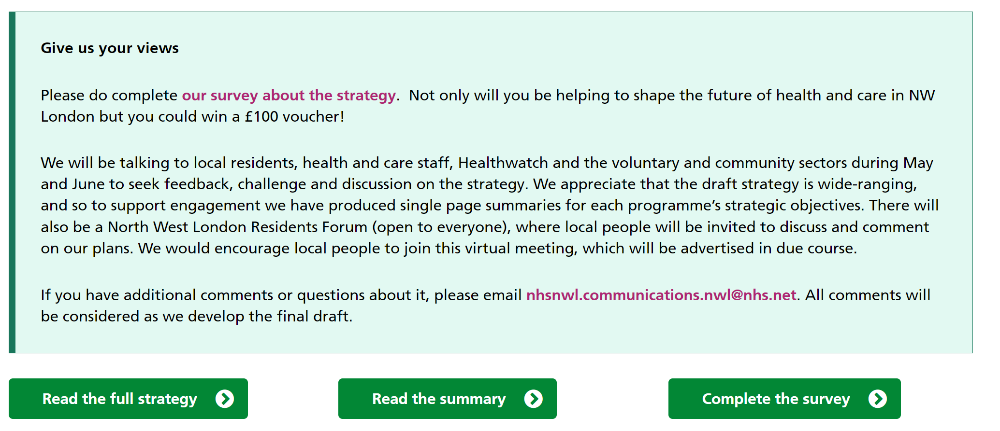 Give us your views
Please do complete our survey about the strategy.  Not only will you be helping to shape the future of health and care in NW
London but you could win a £100 voucher!
We will be talking to local residents, health and care staff, Healthwatch and the voluntary and community sectors during May
and June to seek feedback, challenge and discussion on the strategy. We appreciate that the draft strategy is wide-ranging,
and so to support engagement we have produced single page summaries for each programme’s strategic objectives. There will
also be a North West London Residents Forum (open to everyone), where local people will be invited to discuss and comment
on our plans. We would encourage local people to join this virtual meeting, which will be advertised in due course.
If you have additional comments or questions about it, please email nhsnwl.communications.nwl@nhs.net. All comments will
be considered as we develop the final draft.
Read the full strategy
Read the summary
Complete the survey